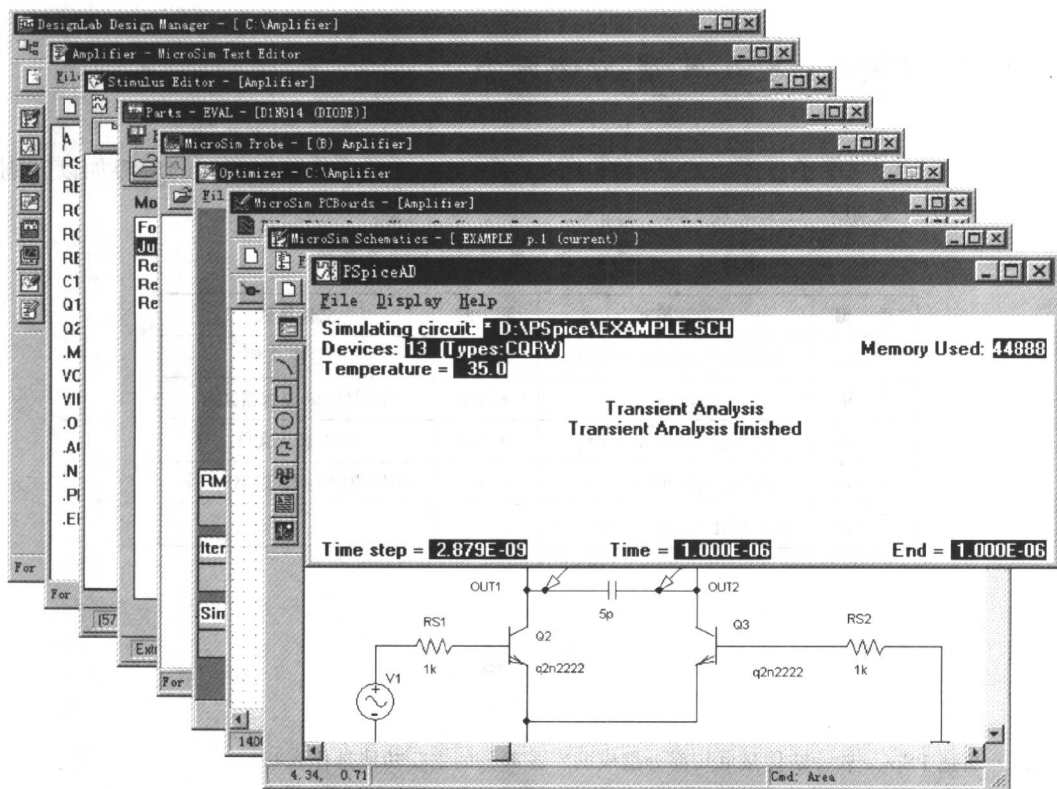 DesignLab Design Manager - [ C:\Amplifier]
Amplifier - MicroSim Text Editor
Stimulus Editor - [Amplifier]
Parts - EVAL - [D1N914 (DIODE)]
MicroSim Probe - [(B) Amplifier]
Optimizer - C:\Amplifier
MicroSim PCBoards - [Amplifier]
MicroSim Schematics - [ EXAMPLE p.1 (current) ]
PSpiceAD
File Display Help
Simulating circuit: * D:\PSpice\EXAMPLE.SCH
Devices: 13 (Types:CQRV)
Memory Used: 44888
Temperature = 35.0
Transient Analysis
Transient Analysis finished
Time step = 2.879E-09
Time = 1.000E-06
End = 1.000E-06
Fil
A
RS
RE
RC
RC
RE
C1
Q1
Q2
.M
VC
VII
.O
.A
.N
.P
.E
Mo
Fo
Ju
Re
Re
Re
Fil
RM
Iter
Sim
For
For
(57
Extr
For
1400
OUT1
OUT2
5p
RS1
1k
Q2
q2n2222
Q3
q2n2222
RS2
1k
V1
4.34, 0.71
Cmd: Area